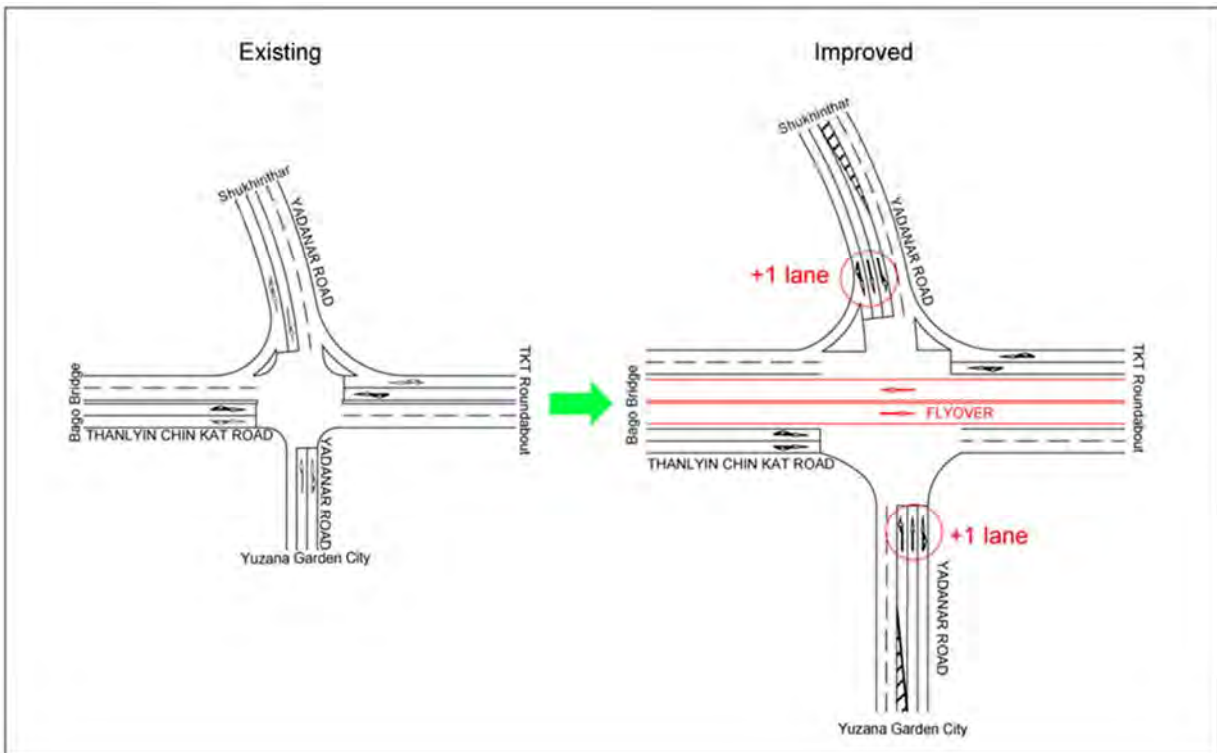 Existing
Improved
Shukhinthar
YADANAR ROAD
Bago Bridge
TKT Roundabout
THANLYIN CHIN KAT ROAD
YADANAR ROAD
Yuzana Garden City
Shukhinthar
YADANAR ROAD
+1 lane
Bago Bridge
TKT Roundabout
FLYOVER
THANLYIN CHIN KAT ROAD
+1 lane
YADANAR ROAD
Yuzana Garden City